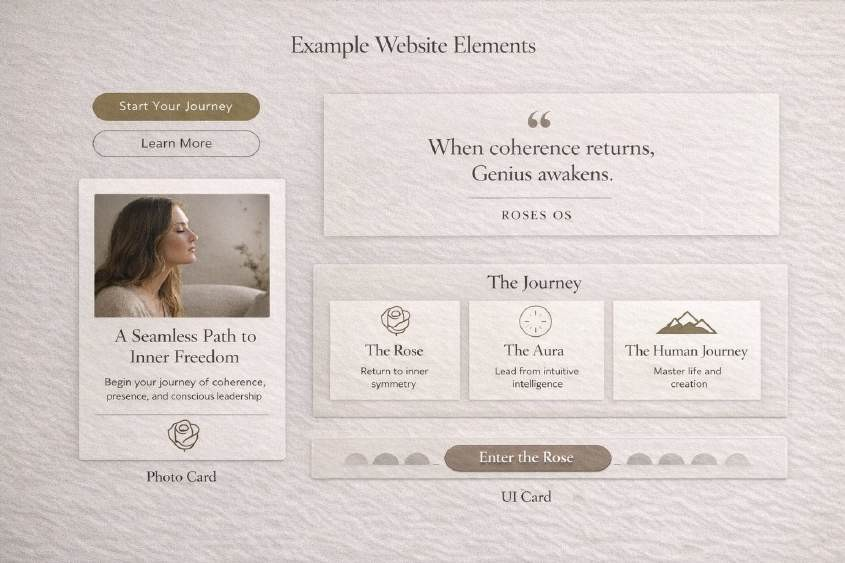 Example Website Elements
Start Your Journey
Learn More
A Seamless Path to
Inner Freedom
Begin your journey of coherence,
presence, and conscious leadership
Photo Card
“
When coherence returns,
Genius awakens.
ROSES OS
The Journey
The Rose
Return to inner
symmetry
The Aura
Lead from intuitive
intelligence
The Human Journey
Master life and
creation
Enter the Rose
UI Card